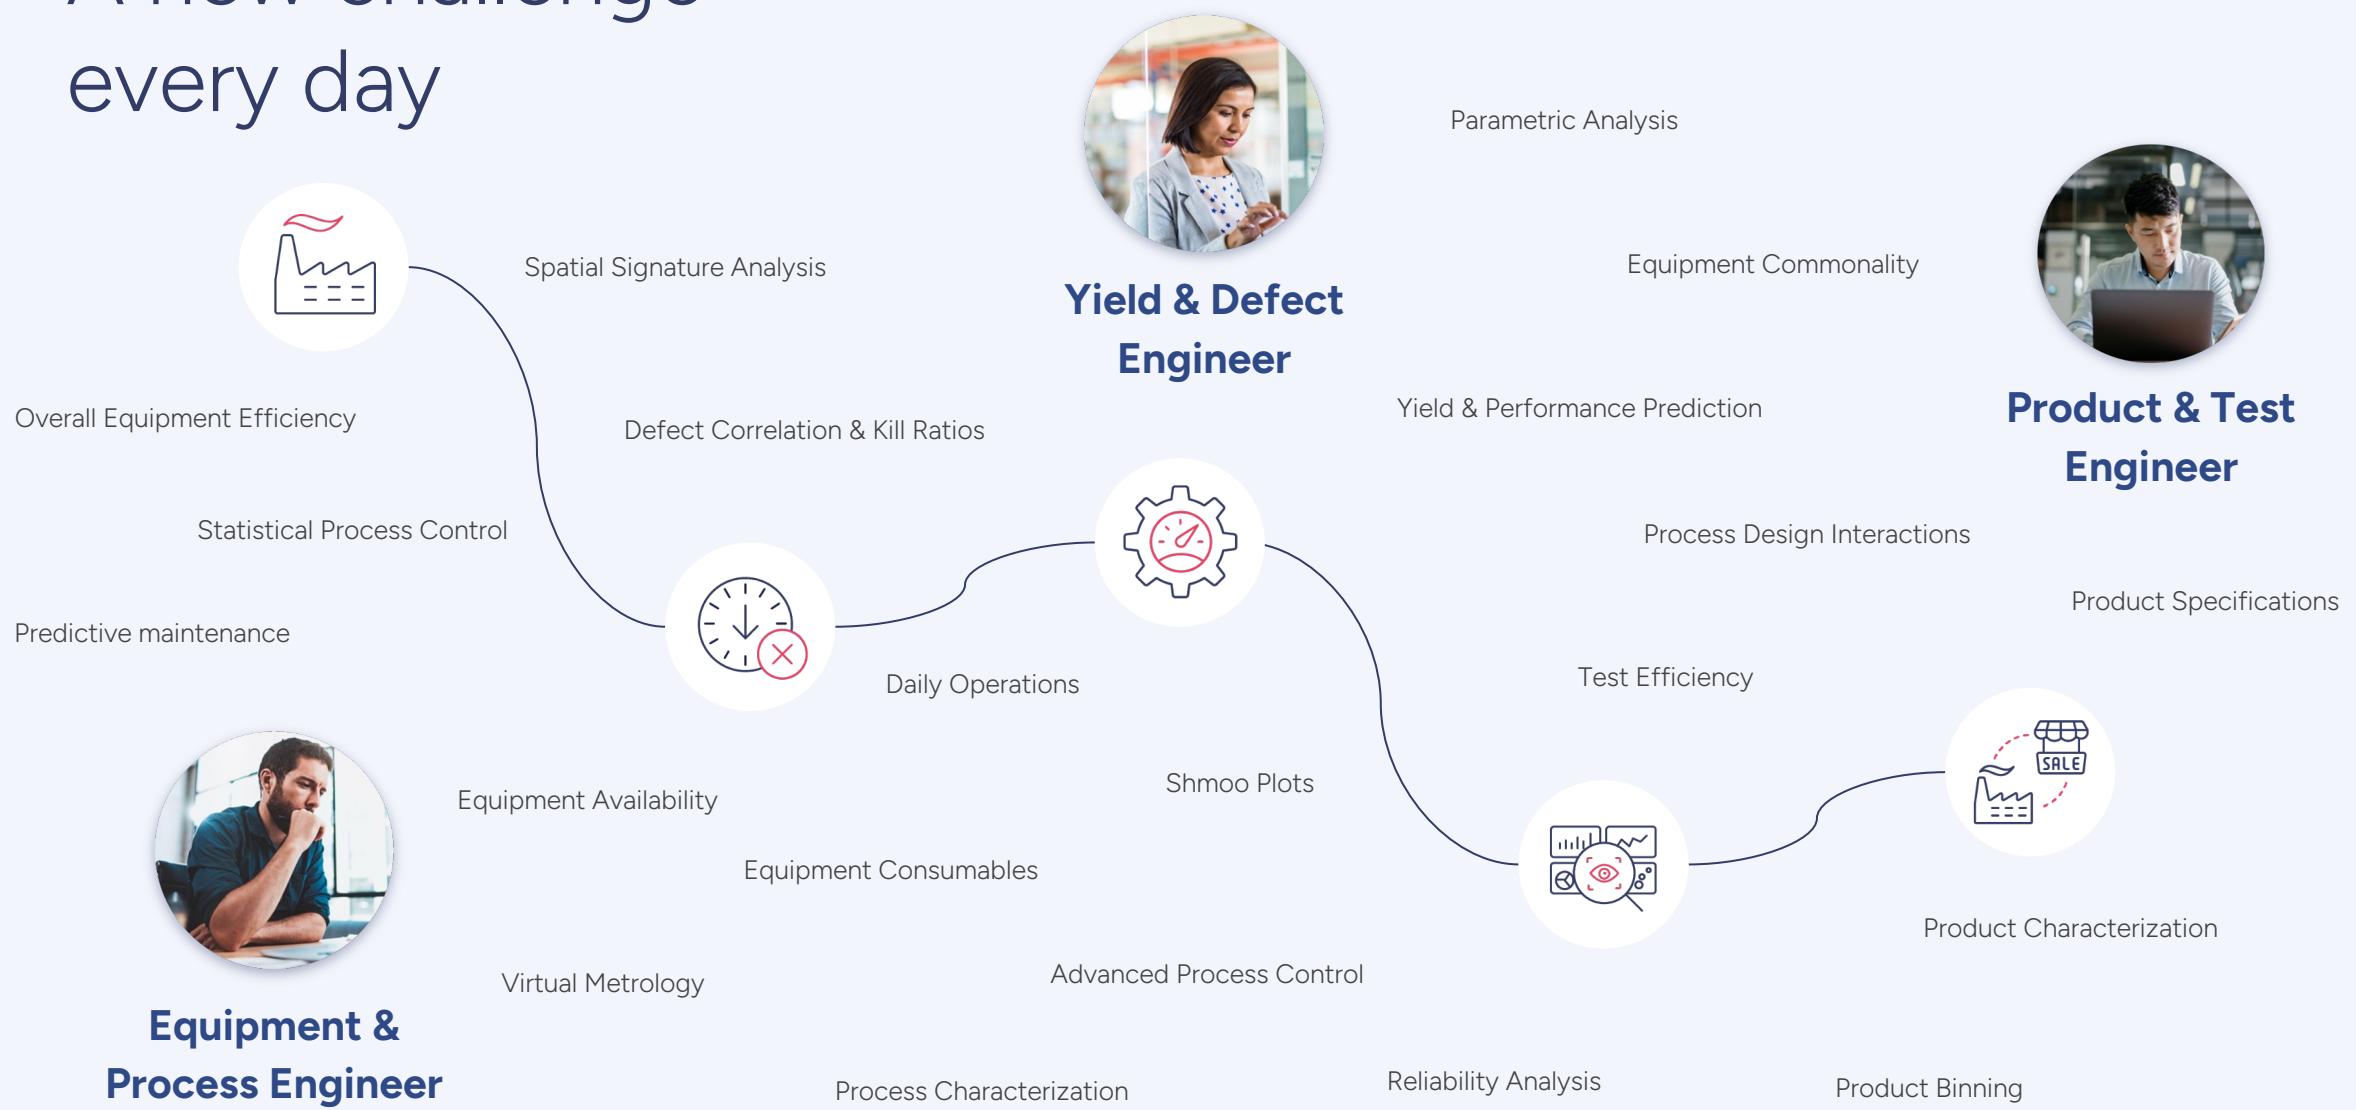 A new challenge
every day
Parametric Analysis
Equipment Commonality
Spatial Signature Analysis
Yield & Defect
Engineer
Overall Equipment Efficiency
Defect Correlation & Kill Ratios
Yield & Performance Prediction
Product & Test
Engineer
Statistical Process Control
Process Design Interactions
Product Specifications
Predictive maintenance
Daily Operations
Test Efficiency
SALE
Equipment Availability
Shmoo Plots
Equipment Consumables
Product Characterization
Virtual Metrology
Advanced Process Control
Equipment &
Process Engineer
Process Characterization
Reliability Analysis
Product Binning